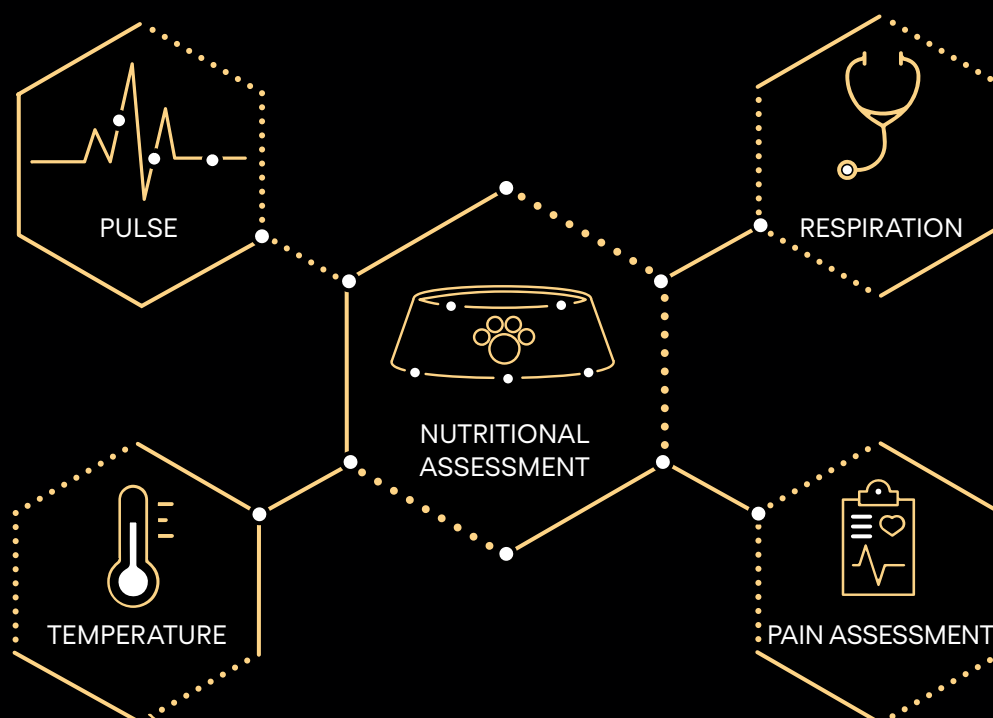 PULSE
RESPIRATION
NUTRITIONAL
ASSESSMENT
TEMPERATURE
PAIN ASSESSMENT